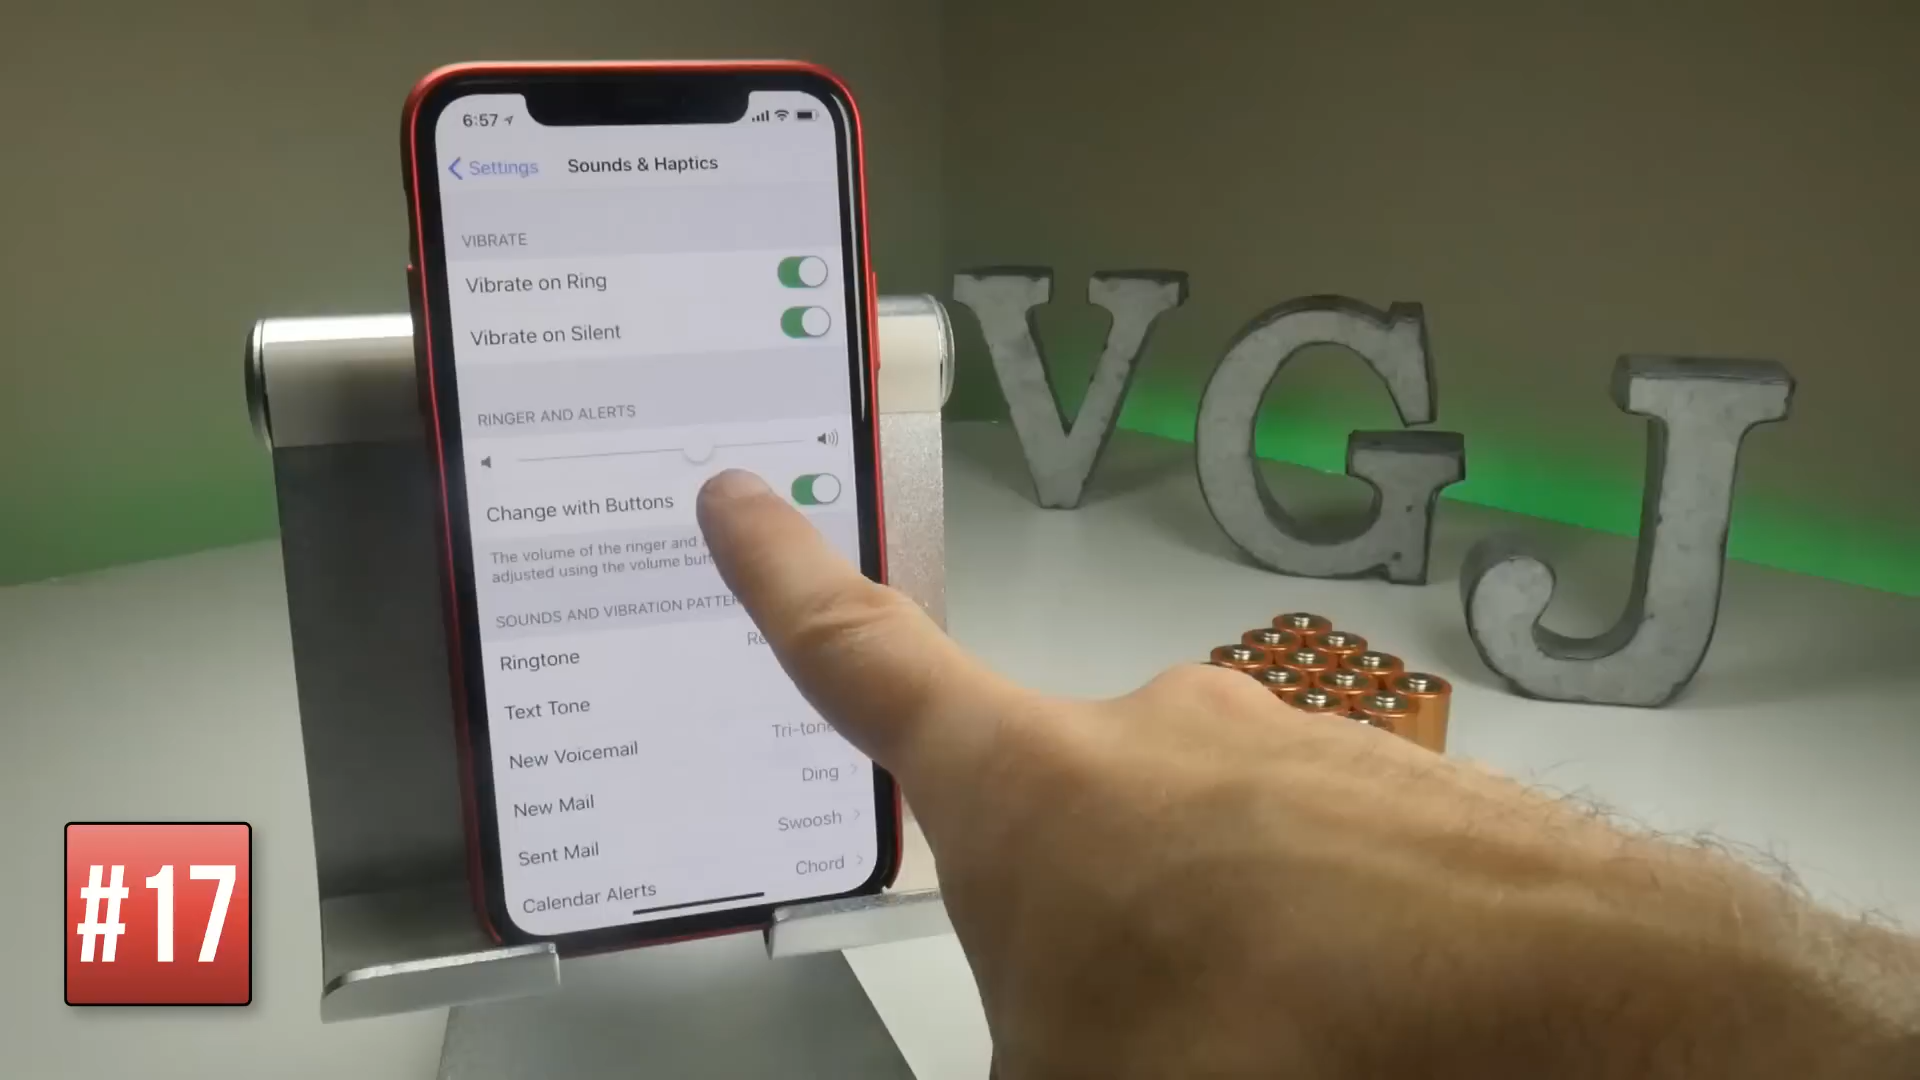 6:57
Settings
Sounds & Haptics
VIBRATE
Vibrate on Ring
Vibrate on Silent
RINGER AND ALERTS
Change with Buttons
The volume of the ringer and
adjusted using the volume
SOUNDS AND VIBRATION
Ringtone
Text Tone
New Voicemail Tri-tone
New Mail Ding
Sent Mail Swoosh
Calendar Alerts Chord
VGJ
#17